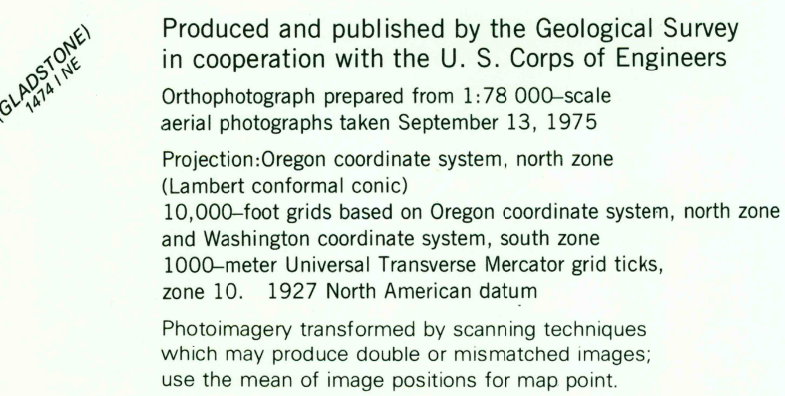 (GLADSTONE)
1474 I NE
Produced and published by the Geological Survey
in cooperation with the U. S. Corps of Engineers
Orthophotograph prepared from 1:78 000–scale
aerial photographs taken September 13, 1975
Projection:Oregon coordinate system, north zone
(Lambert conformal conic)
10,000–foot grids based on Oregon coordinate system, north zone
and Washington coordinate system, south zone
1000–meter Universal Transverse Mercator grid ticks,
zone 10. 1927 North American datum
Photoimagery transformed by scanning techniques
which may produce double or mismatched images;
use the mean of image positions for map point.